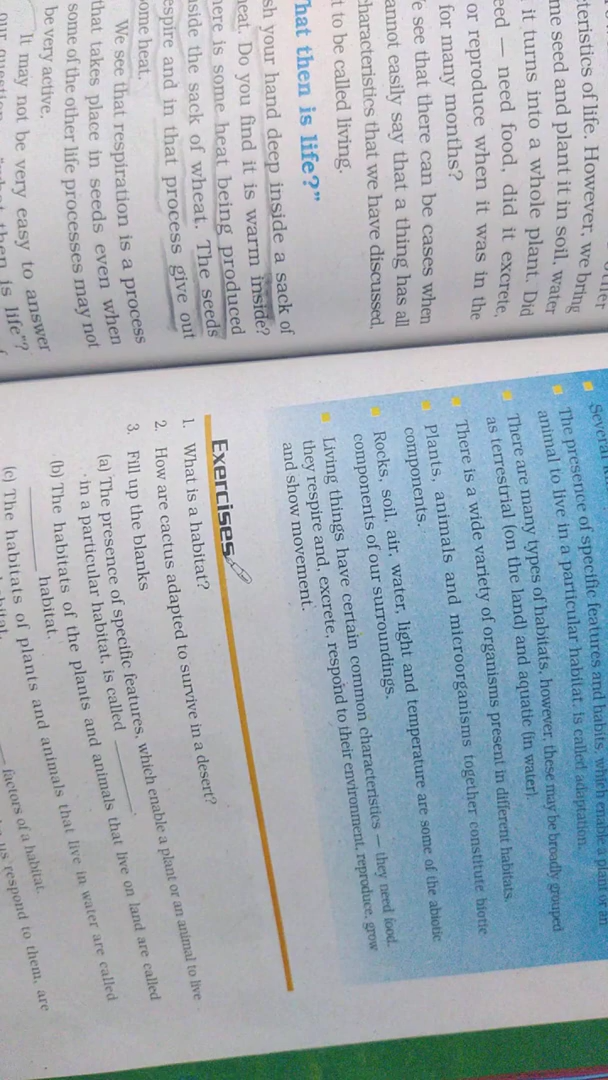 teristics of life. However, we bring
me seed and plant it in soil, water
it turns into a whole plant. Did
eed — need food, did it excrete,
or reproduce when it was in the
for many months?
e see that there can be cases when
annot easily say that a thing has all
characteristics that we have discussed,
t to be called living.
hat then is life?"
sh your hand deep inside a sack of
heat. Do you find it is warm inside?
here is some heat being produced
side the sack of wheat. The seeds
espire and in that process give out
ome heat.
We see that respiration is a process
that takes place in seeds even when
some of the other life processes may not
be very active.
It may not be very easy to answer
our question — "what then is life"?
Several
The presence of specific features and habits, which enable a plant or an
animal to live in a particular habitat, is called adaptation.
There are many types of habitats, however, these may be broadly grouped
as terrestrial (on the land) and aquatic (in water).
There is a wide variety of organisms present in different habitats.
Plants, animals and microorganisms together constitute biotic
components.
Rocks, soil, air, water, light and temperature are some of the abiotic
components of our surroundings.
Living things have certain common characteristics — they need food,
they respire and, excrete, respond to their environment, reproduce, grow
and show movement.
Exercises
1. What is a habitat?
2. How are cactus adapted to survive in a desert?
3. Fill up the blanks
(a) The presence of specific features, which enable a plant or an animal to live
in a particular habitat, is called ______.
(b) The habitats of the plants and animals that live on land are called
______ habitat.
(c) The habitats of plants and animals that live in water are called
factors of a habitat.
us respond to them, are